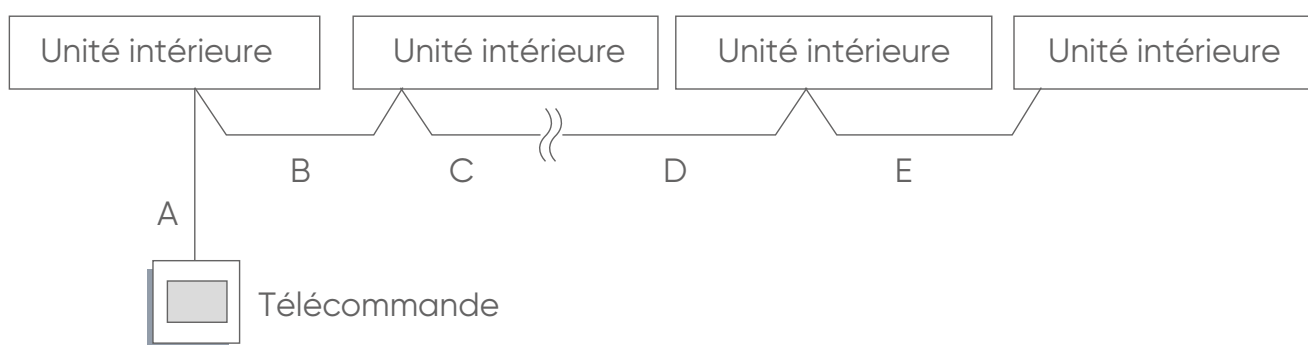 Unité intérieure Unité intérieure Unité intérieure Unité intérieure
B C D E
A
Télécommande